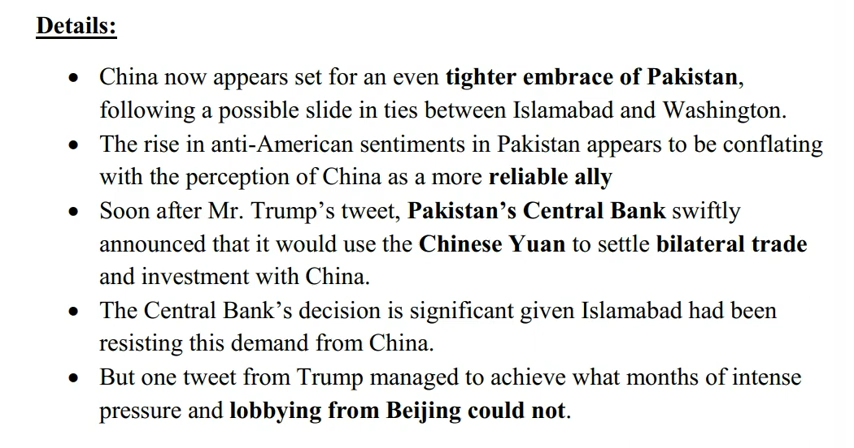 Details:
• China now appears set for an even tighter embrace of Pakistan,
following a possible slide in ties between Islamabad and Washington.
• The rise in anti-American sentiments in Pakistan appears to be conflating
with the perception of China as a more reliable ally
• Soon after Mr. Trump’s tweet, Pakistan’s Central Bank swiftly
announced that it would use the Chinese Yuan to settle bilateral trade
and investment with China.
• The Central Bank’s decision is significant given Islamabad had been
resisting this demand from China.
• But one tweet from Trump managed to achieve what months of intense
pressure and lobbying from Beijing could not.